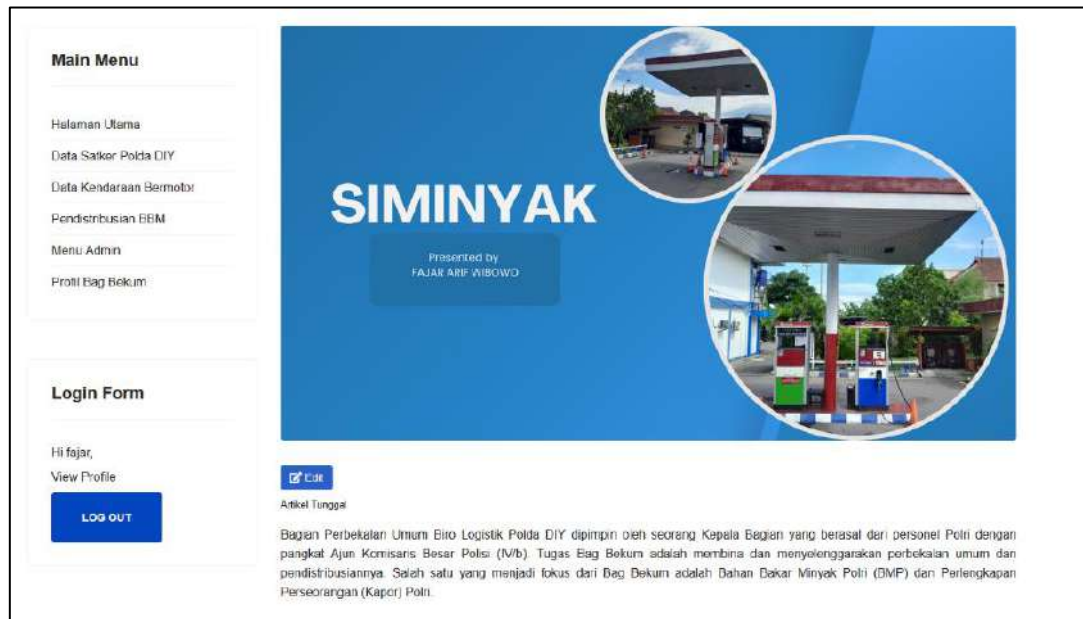 Main Menu
Halaman Utama
Data Satker Polda DIY
Data Kendaraan Bermotor
Pendistribusian BBM
Menu Admin
Profil Bag Bekum
Login Form
Hi fajar,
View Profile
LOG OUT
SIMINYAK
Presented by
FAJAR ARIF WIBOWO
Edit
Artikel Tunggal
Bagian Perbekalan Umum Biro Logistik Polda DIY dipimpin oleh seorang Kepala Bagian yang berasal dari personel Polri dengan
pangkat Ajun Komisaris Besar Polisi (IV/b). Tugas Bag Bekum adalah membina dan menyelenggarakan perbekalan umum dan
pendistribusiannya. Salah satu yang menjadi fokus dari Bag Bekum adalah Bahan Bakar Minyak Polri (BMP) dan Perlengkapan
Perseorangan (Kapor) Polri.